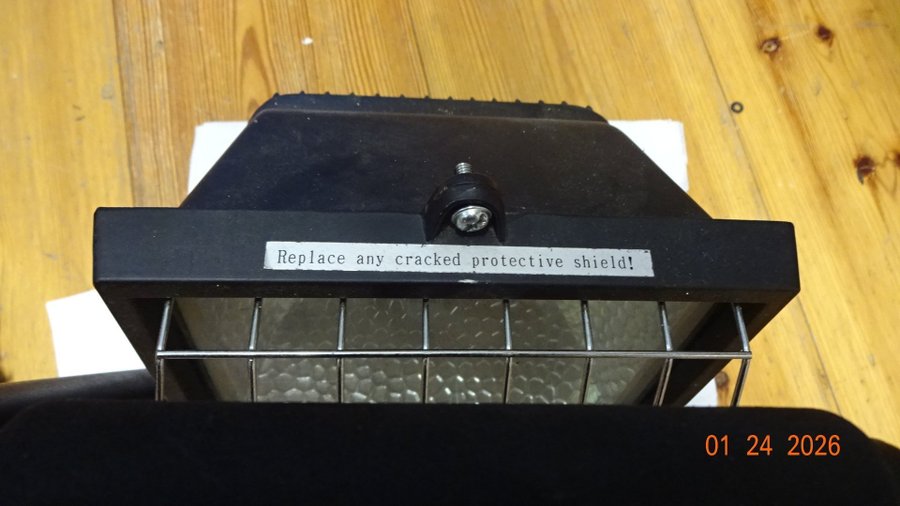 Replace any cracked protective shield!
01 24 2026